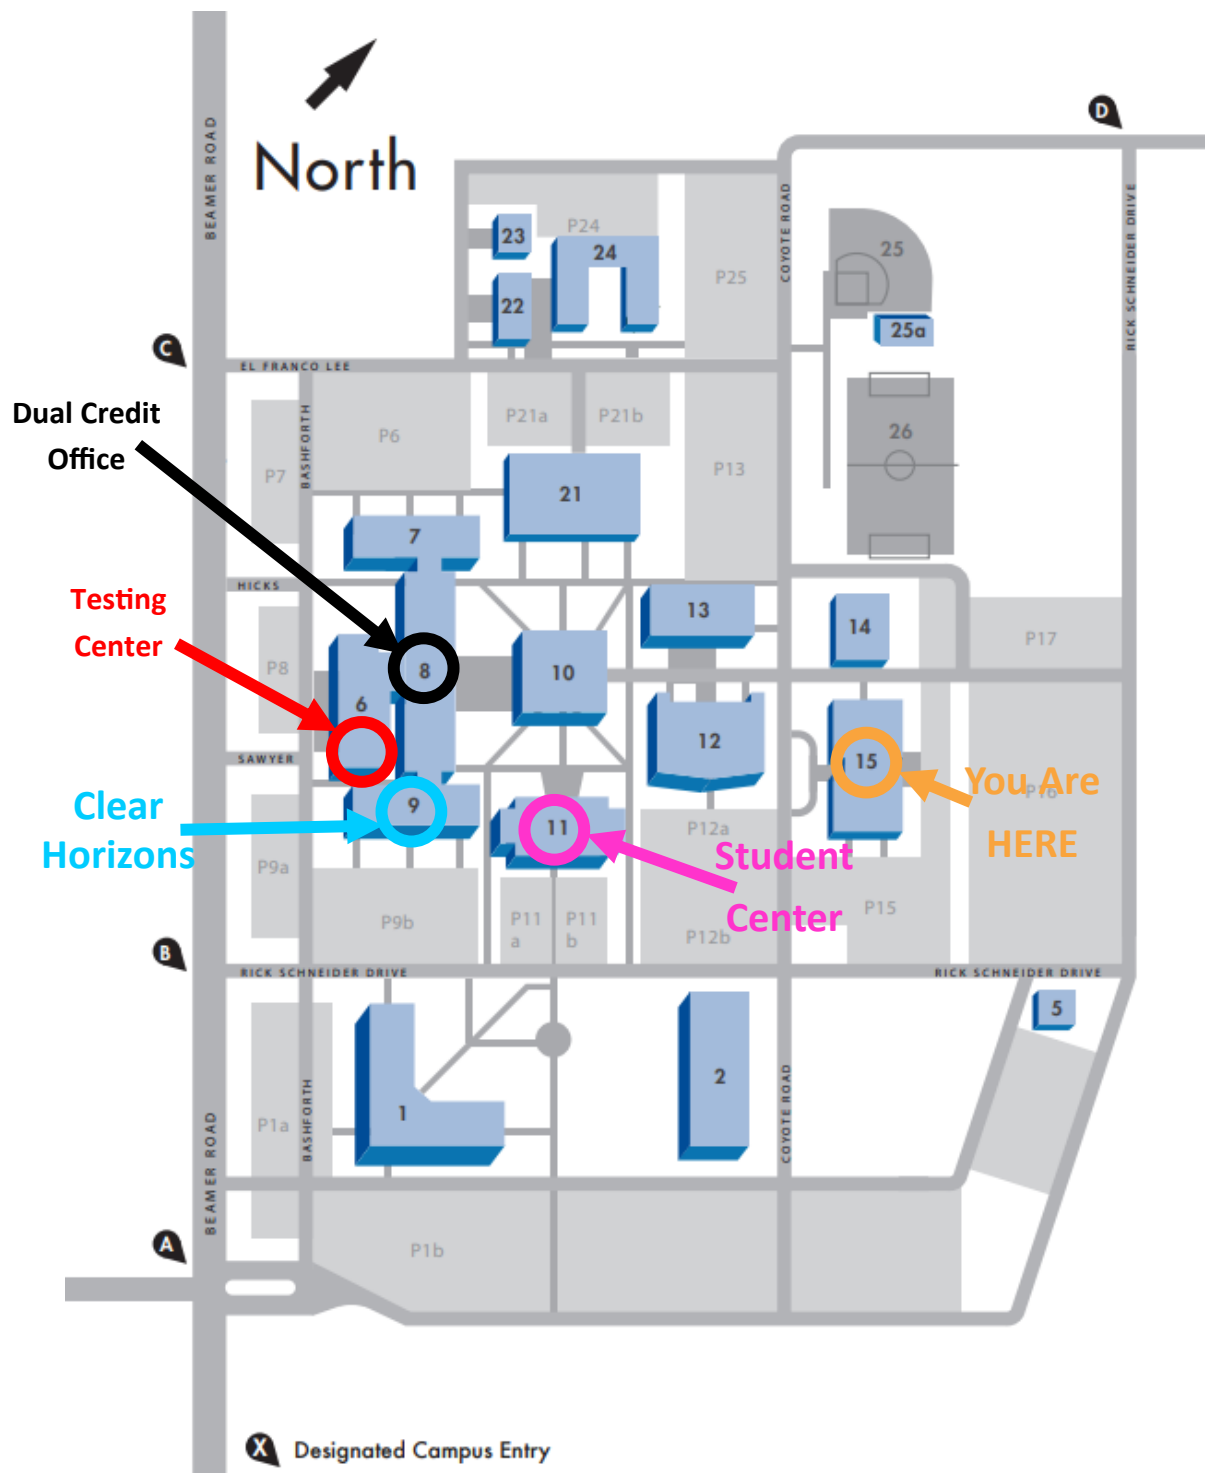 North
BEAMER ROAD
D
COYOTE ROAD
RICK SCHNEIDER DRIVE
P24
23
24
25
22
P25
25a
C
EL FRANCO LEE
Dual Credit
Office
BASHFORTH
P6
P21a
P21b
26
P7
P13
21
7
HICKS
Testing
Center
13
14
P17
P8
8
10
6
12
15
SAWYER
You Are
HERE
P16
Clear
Horizons
9
11
P12a
Student
Center
P9a
P9b
P11
a
P11
b
P12b
P15
B
RICK SCHNEIDER DRIVE
RICK SCHNEIDER DRIVE
5
2
1
P1a
BASHFORTH
COYOTE ROAD
BEAMER ROAD
A
P1b
X Designated Campus Entry